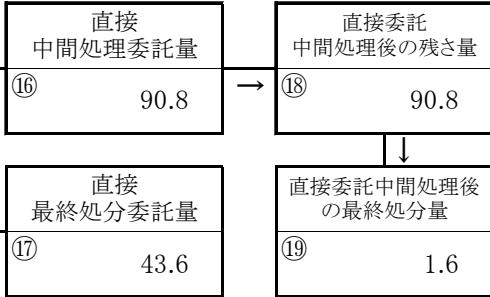 直接
中間処理委託量
⑯
90.8
→
直接委託
中間処理後の残さ量
⑱
90.8
↓
直接
最終処分委託量
⑰
43.6
直接委託中間処理後
の最終処分量
⑲
1.6